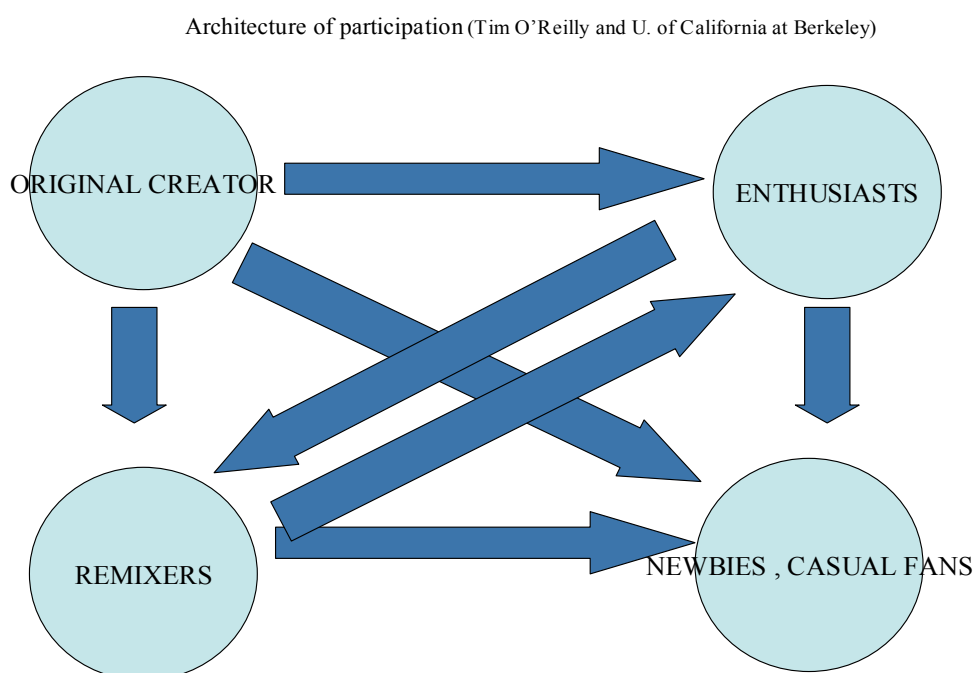 Architecture of participation (Tim O’Reilly and U. of California at Berkeley)
ORIGINAL CREATOR
ENTHUSIASTS
REMIXERS
NEWBIES , CASUAL FANS